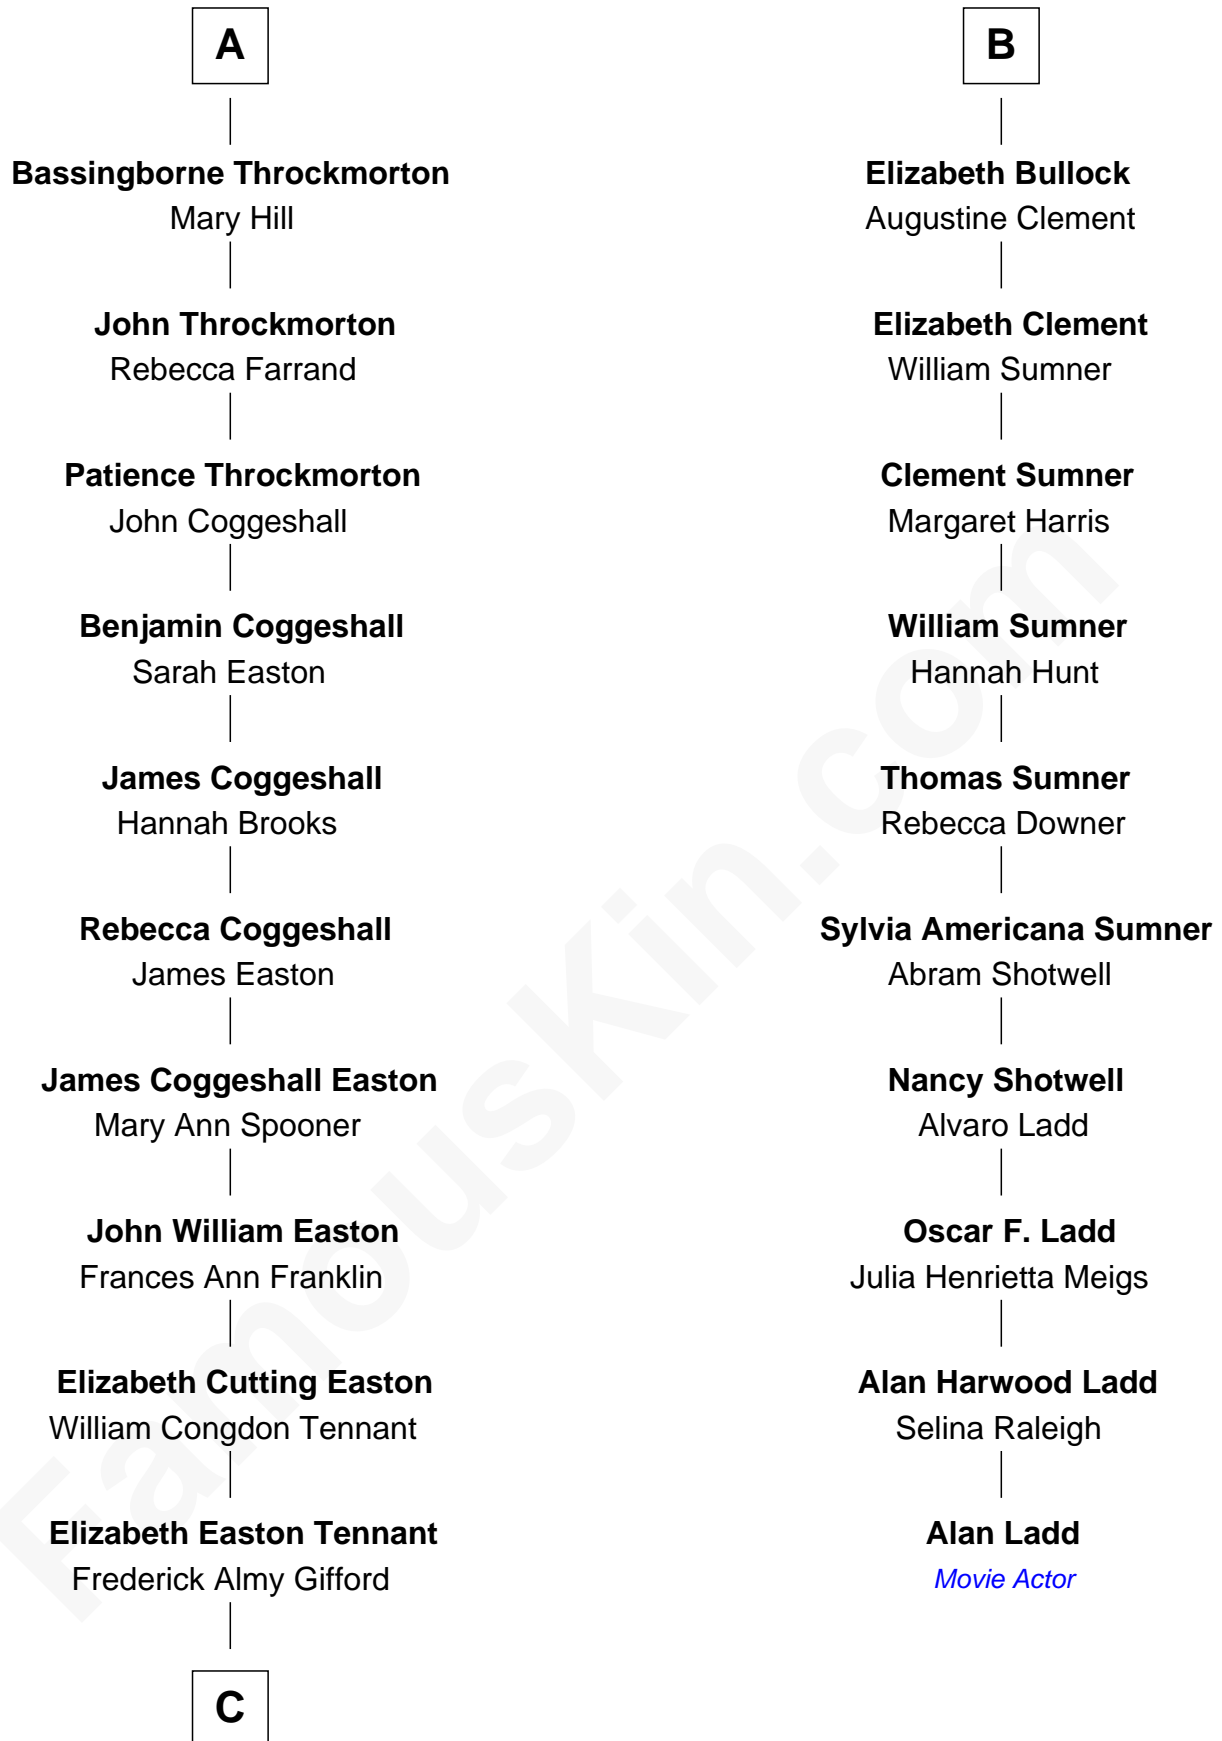 A
Bassingborne Throckmorton
Mary Hill
John Throckmorton
Rebecca Farrand
Patience Throckmorton
John Coggeshall
Benjamin Coggeshall
Sarah Easton
James Coggeshall
Hannah Brooks
Rebecca Coggeshall
James Easton
James Coggeshall Easton
Mary Ann Spooner
John William Easton
Frances Ann Franklin
Elizabeth Cutting Easton
William Congdon Tennant
Elizabeth Easton Tennant
Frederick Almy Gifford
C
B
Elizabeth Bullock
Augustine Clement
Elizabeth Clement
William Sumner
Clement Sumner
Margaret Harris
William Sumner
Hannah Hunt
Thomas Sumner
Rebecca Downer
Sylvia Americana Sumner
Abram Shotwell
Nancy Shotwell
Alvaro Ladd
Oscar F. Ladd
Julia Henrietta Meigs
Alan Harwood Ladd
Selina Raleigh
Alan Ladd
Movie Actor
FamousKin.com